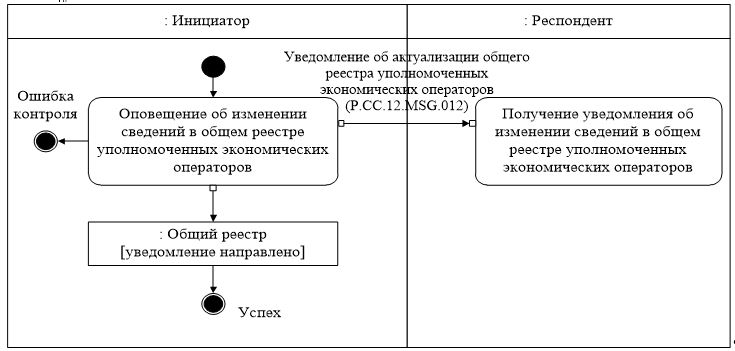 : Инициатор
: Респондент
Уведомление об актуализации общего
реестра уполномоченных
экономических операторов
(P.CC.12.MSG.012)
Ошибка
контроля
Оповещение об изменении
сведений в общем реестре
уполномоченных экономических
операторов
Получение уведомления об
изменении сведений в общем
реестре уполномоченных
экономических операторов
: Общий реестр
[уведомление направлено]
Успех